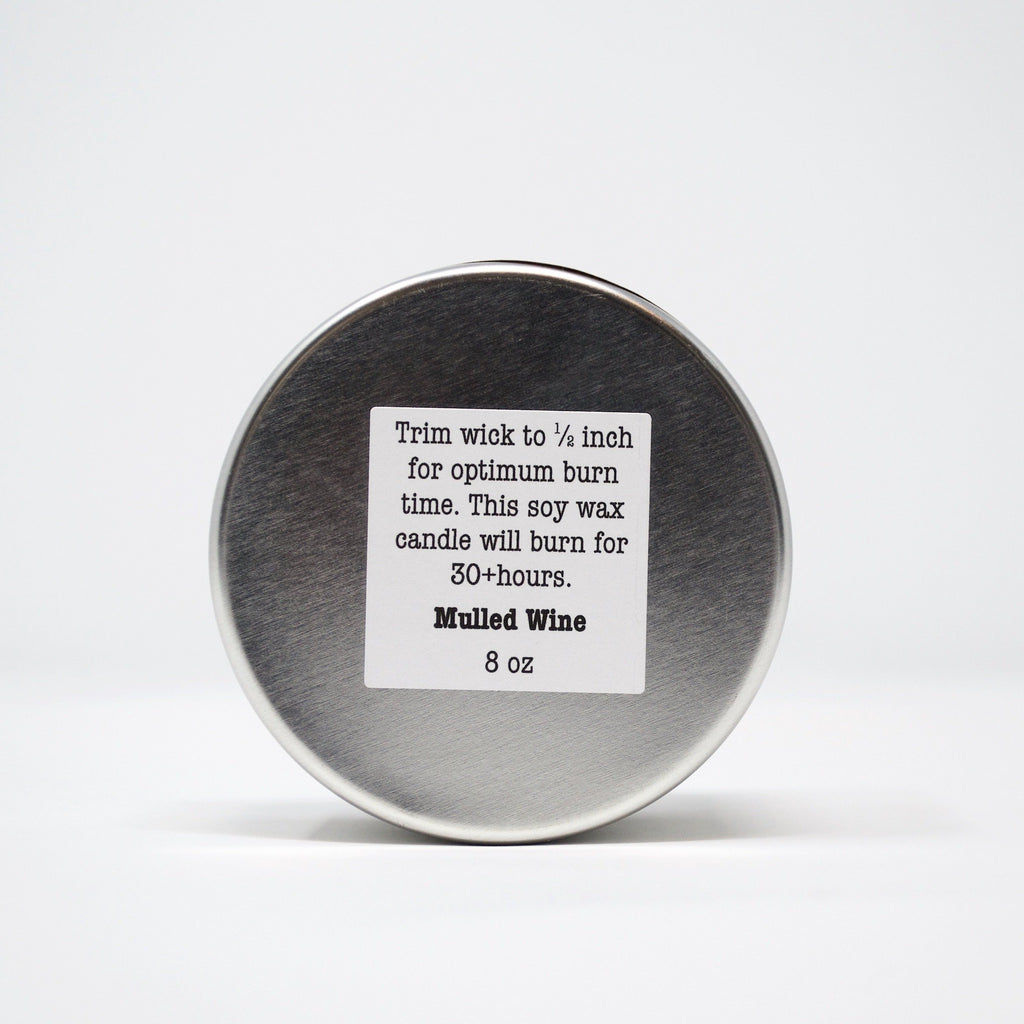 Trim wick to ½ inch
for optimum burn
time. This soy wax
candle will burn for
30+hours.
Mulled Wine
8 oz